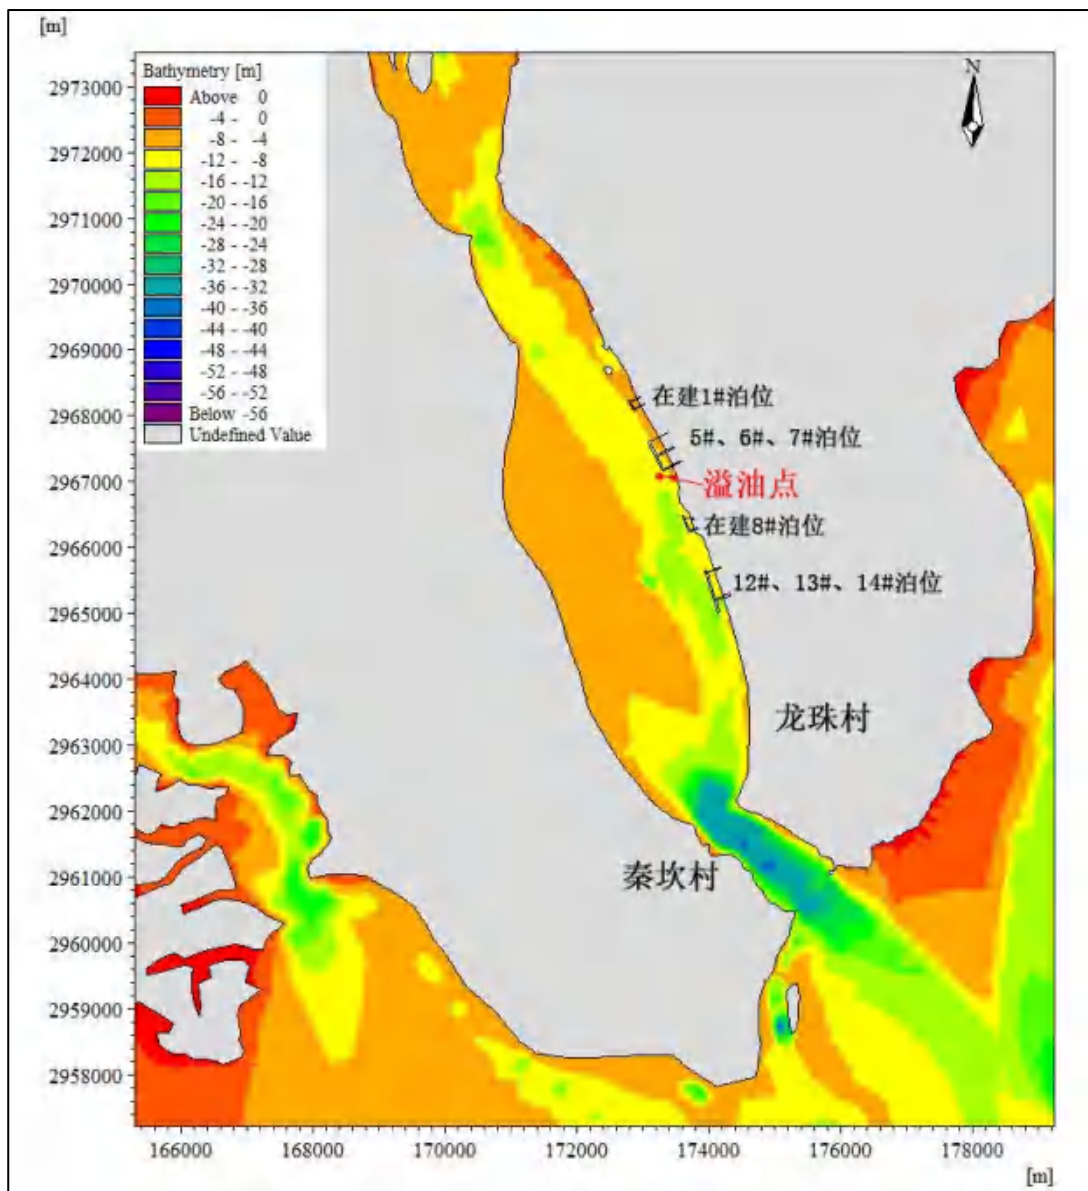 [m]
Bathymetry [m]
Above 0
-4 - 0
-8 - -4
-12 - -8
-16 - -12
-20 - -16
-24 - -20
-28 - -24
-32 - -28
-36 - -32
-40 - -36
-44 - -40
-48 - -44
-52 - -48
-56 - -52
Below -56
Undefined Value
N
2973000
2972000
2971000
2970000
2969000
2968000
2967000
2966000
2965000
2964000
2963000
2962000
2961000
2960000
2959000
2958000
在建1#泊位
5#、6#、7#泊位
溢油点
在建8#泊位
12#、13#、14#泊位
龙珠村
秦坎村
166000 168000 170000 172000 174000 176000 178000
[m]